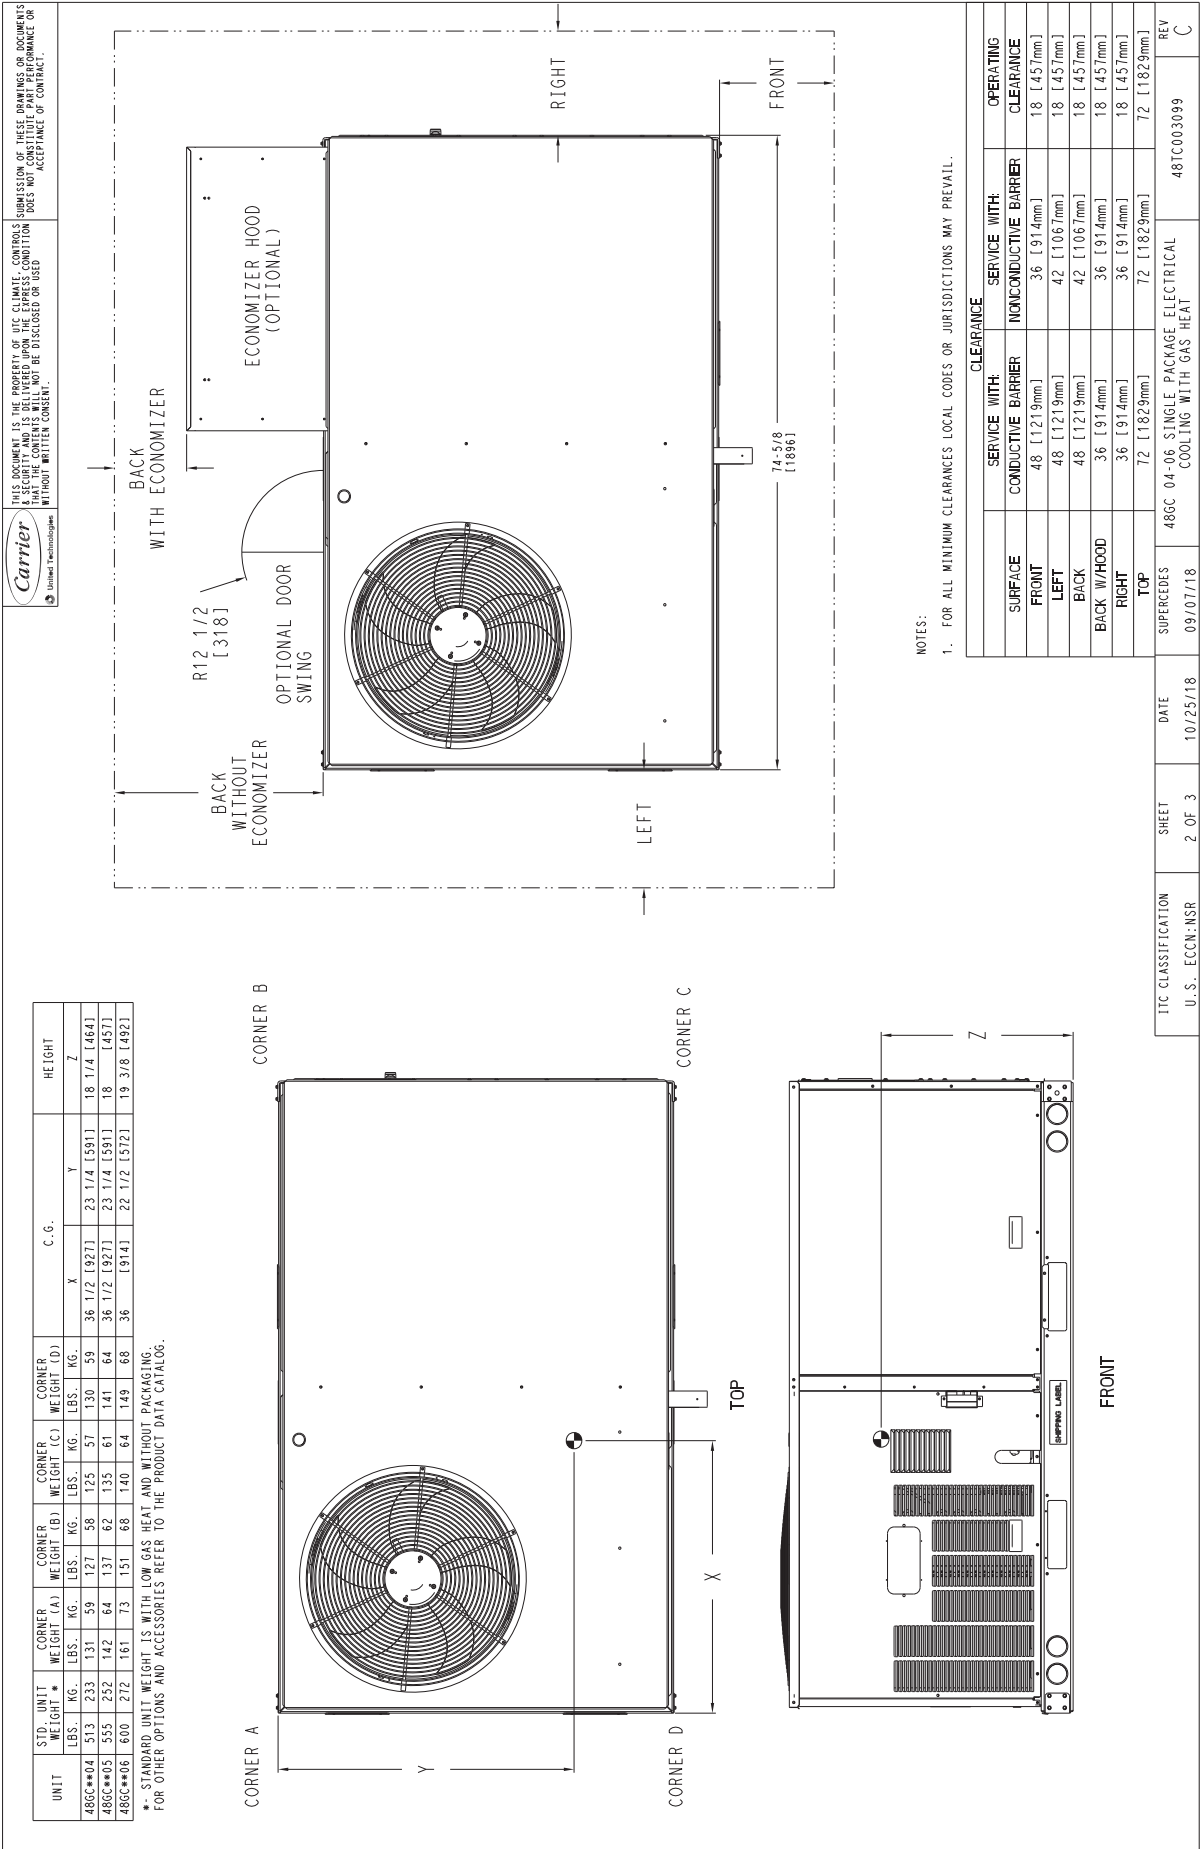 Carrier
United Technologies
THIS DOCUMENT IS THE PROPERTY OF UTC CLIMATE, CONTROLS
& SECURITY AND IS DELIVERED UPON THE EXPRESS CONDITION
THAT THE CONTENTS WILL NOT BE DISCLOSED OR USED
WITHOUT WRITTEN CONSENT.
SUBMISSION OF THESE DRAWINGS OR DOCUMENTS
DOES NOT CONSTITUTE PART PERFORMANCE OR
ACCEPTANCE OF CONTRACT.
UNIT STD. UNIT WEIGHT * CORNER WEIGHT (A) CORNER WEIGHT (B) CORNER WEIGHT (C) CORNER WEIGHT (D) C.G. HEIGHT
LBS. KG. LBS. KG. LBS. KG. LBS. KG. LBS. KG. X Y Z
48GC**04 513 233 131 59 127 58 125 57 130 59 36 1/2 [927] 23 1/4 [591] 18 1/4 [464]
48GC**05 555 252 142 64 137 62 135 61 141 64 36 1/2 [927] 23 1/4 [591] 18 [457]
48GC**06 600 272 161 73 151 68 140 64 149 68 36 [914] 22 1/2 [572] 19 3/8 [492]
*- STANDARD UNIT WEIGHT IS WITH LOW GAS HEAT AND WITHOUT PACKAGING.
FOR OTHER OPTIONS AND ACCESSORIES REFER TO THE PRODUCT DATA CATALOG.
CORNER A
CORNER B
Y
X
CORNER D
CORNER C
TOP
Z
SHIPPING LABEL
FRONT
BACK
WITH ECONOMIZER
R12 1/2
[318]
ECONOMIZER HOOD
(OPTIONAL)
OPTIONAL DOOR
SWING
BACK
WITHOUT
ECONOMIZER
RIGHT
LEFT
FRONT
74-5/8
[1896]
NOTES:
1. FOR ALL MINIMUM CLEARANCES LOCAL CODES OR JURISDICTIONS MAY PREVAIL.
CLEARANCE
SURFACE SERVICE WITH: CONDUCTIVE BARRIER SERVICE WITH: NONCONDUCTIVE BARRIER OPERATING CLEARANCE
FRONT 48 [1219mm] 36 [914mm] 18 [457mm]
LEFT 48 [1219mm] 42 [1067mm] 18 [457mm]
BACK 48 [1219mm] 42 [1067mm] 18 [457mm]
BACK W/HOOD 36 [914mm] 36 [914mm] 18 [457mm]
RIGHT 36 [914mm] 36 [914mm] 18 [457mm]
TOP 72 [1829mm] 72 [1829mm] 72 [1829mm]
ITC CLASSIFICATION SHEET DATE SUPERCEDES 48GC 04-06 SINGLE PACKAGE ELECTRICAL 48TC003099 REV
U.S. ECCN:NSR 2 OF 3 10/25/18 09/07/18 COOLING WITH GAS HEAT C